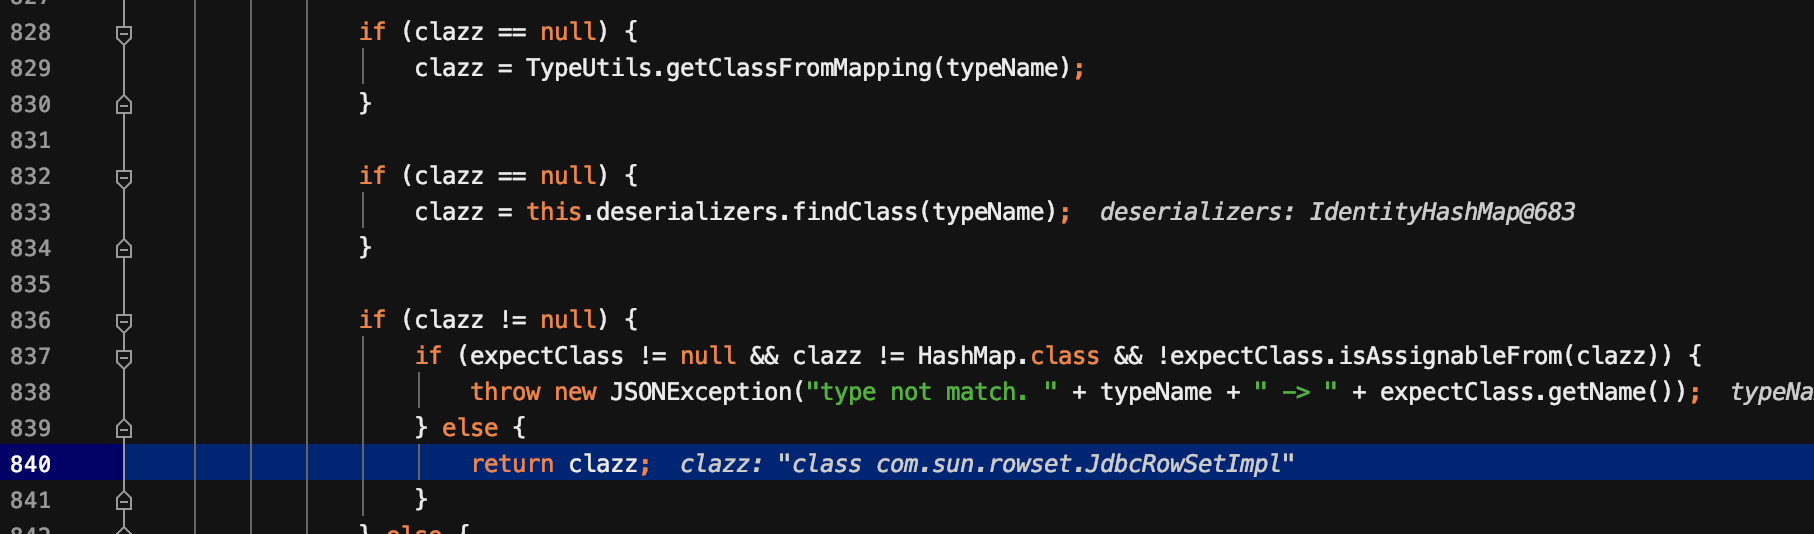 827
828 if (clazz == null) {
829 clazz = TypeUtils.getClassFromMapping(typeName);
830 }
831
832 if (clazz == null) {
833 clazz = this.deserializers.findClass(typeName); deserializers: IdentityHashMap@683
834 }
835
836 if (clazz != null) {
837 if (expectClass != null && clazz != HashMap.class && !expectClass.isAssignableFrom(clazz)) {
838 throw new JSONException("type not match. " + typeName + " -> " + expectClass.getName()); typeNa
839 } else {
840 return clazz; clazz: "class com.sun.rowset.JdbcRowSetImpl"
841 }
842 } else {